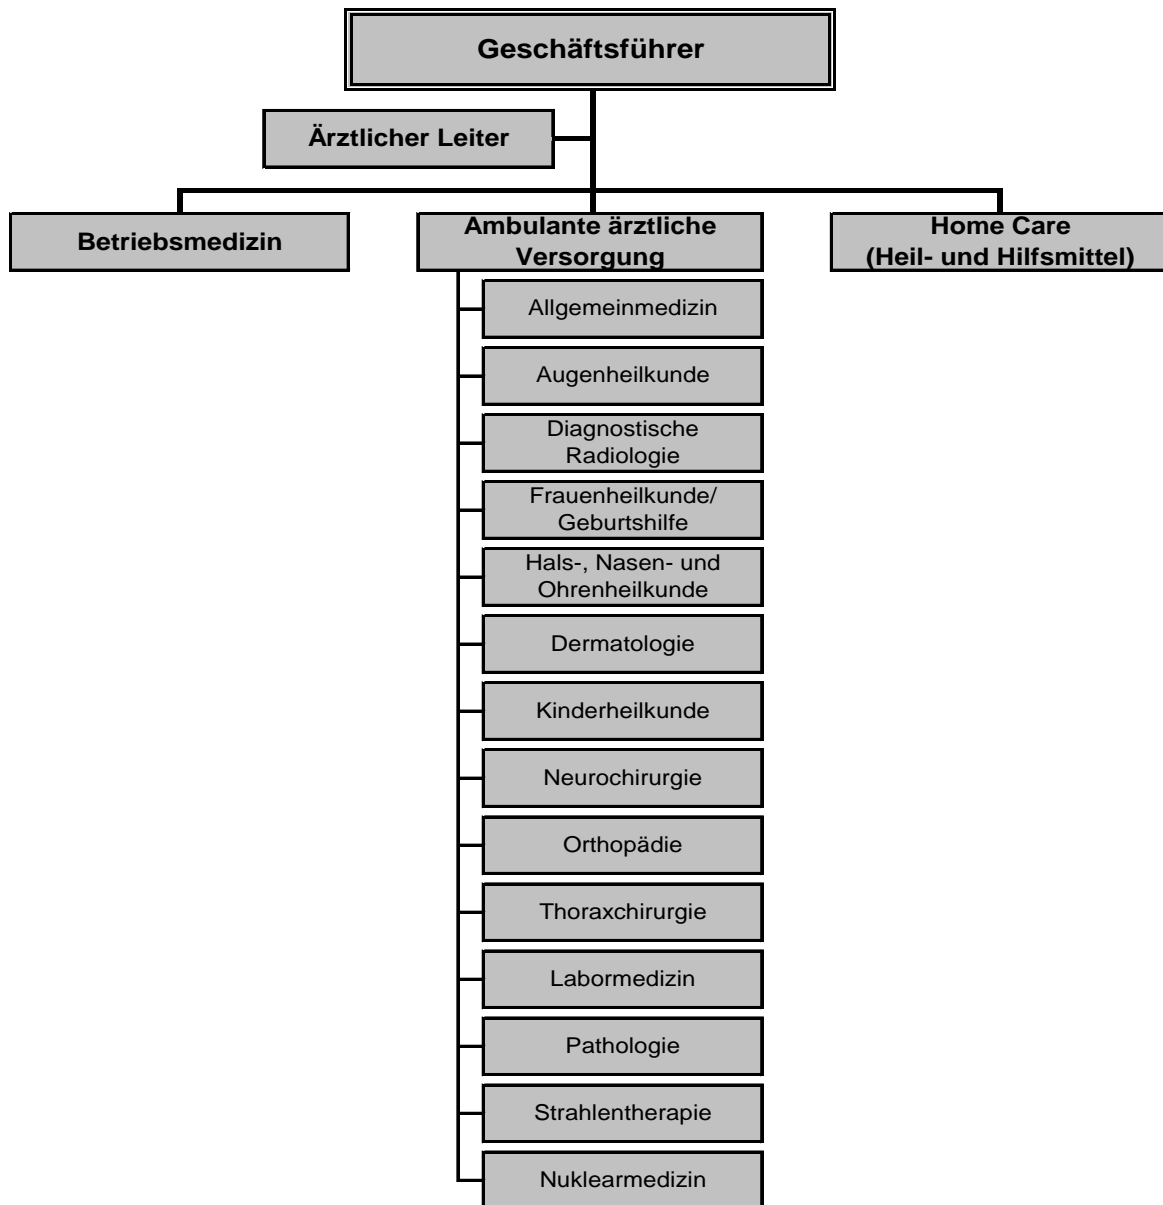 Geschäftsführer
Ärztlicher Leiter
Betriebsmedizin
Ambulante ärztliche
Versorgung
Home Care
(Heil- und Hilfsmittel)
Allgemeinmedizin
Augenheilkunde
Diagnostische
Radiologie
Frauenheilkunde/
Geburtshilfe
Hals-, Nasen- und
Ohrenheilkunde
Dermatologie
Kinderheilkunde
Neurochirurgie
Orthopädie
Thoraxchirurgie
Labormedizin
Pathologie
Strahlentherapie
Nuklearmedizin